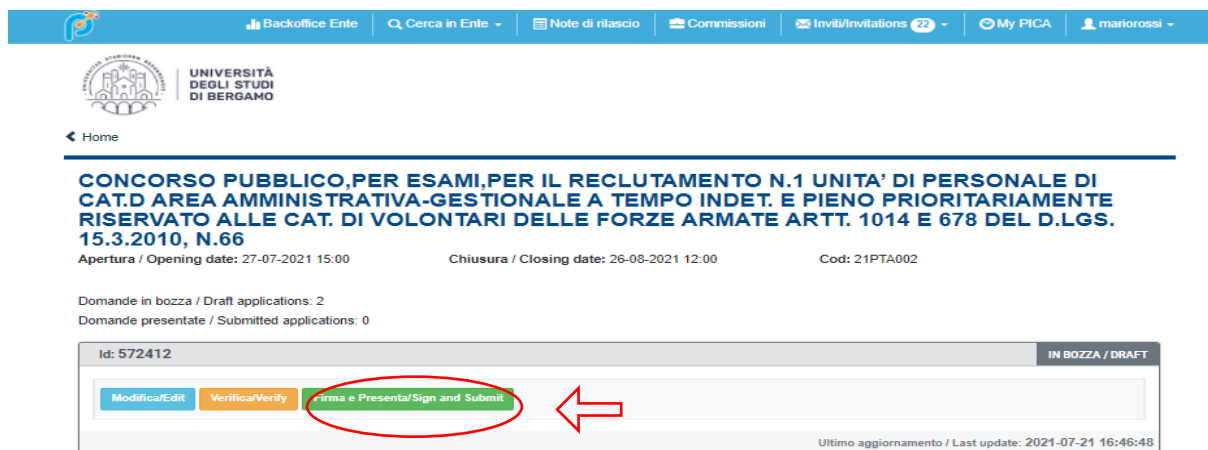 Backoffice Ente Cerca in Ente Note di rilascio Commissioni Inviti/Invitations 22 My PICA mariorossi
UNIVERSITÀ
DEGLI STUDI
DI BERGAMO
Home
CONCORSO PUBBLICO,PER ESAMI,PER IL RECLUTAMENTO N.1 UNITA' DI PERSONALE DI
CAT.D AREA AMMINISTRATIVA-GESTIONALE A TEMPO INDET. E PIENO PRIORITARIAMENTE
RISERVATO ALLE CAT. DI VOLONTARI DELLE FORZE ARMATE ARTT. 1014 E 678 DEL D.LGS.
15.3.2010, N.66
Apertura / Opening date: 27-07-2021 15:00 Chiusura / Closing date: 26-08-2021 12:00 Cod: 21PTA002
Domande in bozza / Draft applications: 2
Domande presentate / Submitted applications: 0
Id: 572412 IN BOZZA / DRAFT
Modifica/Edit Verifica/Verify Firma e Presenta/Sign and Submit
Ultimo aggiornamento / Last update: 2021-07-21 16:46:48